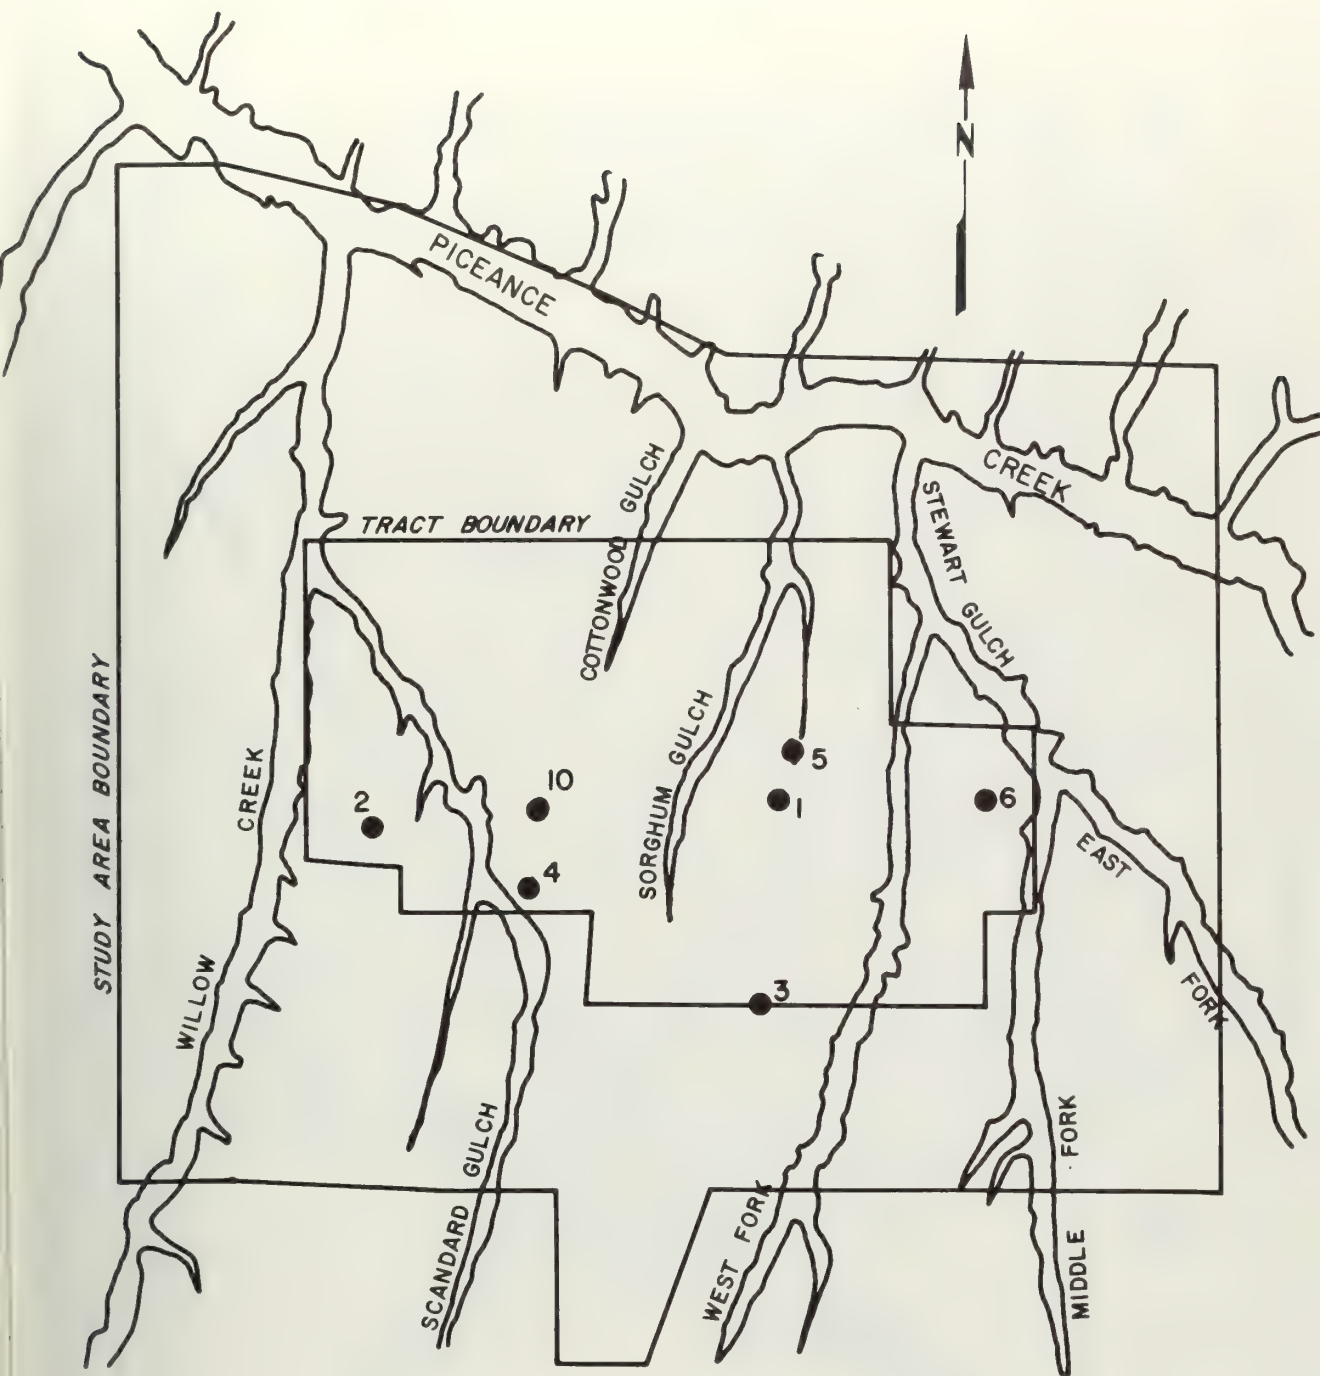 N
PICEANCE
CREEK
COTTONWOOD GULCH
STEWART GULCH
TRACT BOUNDARY
STUDY AREA BOUNDARY
WILLOW CREEK
SORGHUM GULCH
5
10
2
1
6
4
EAST FORK
3
SCANDARD GULCH
WEST FORK
MIDDLE FORK